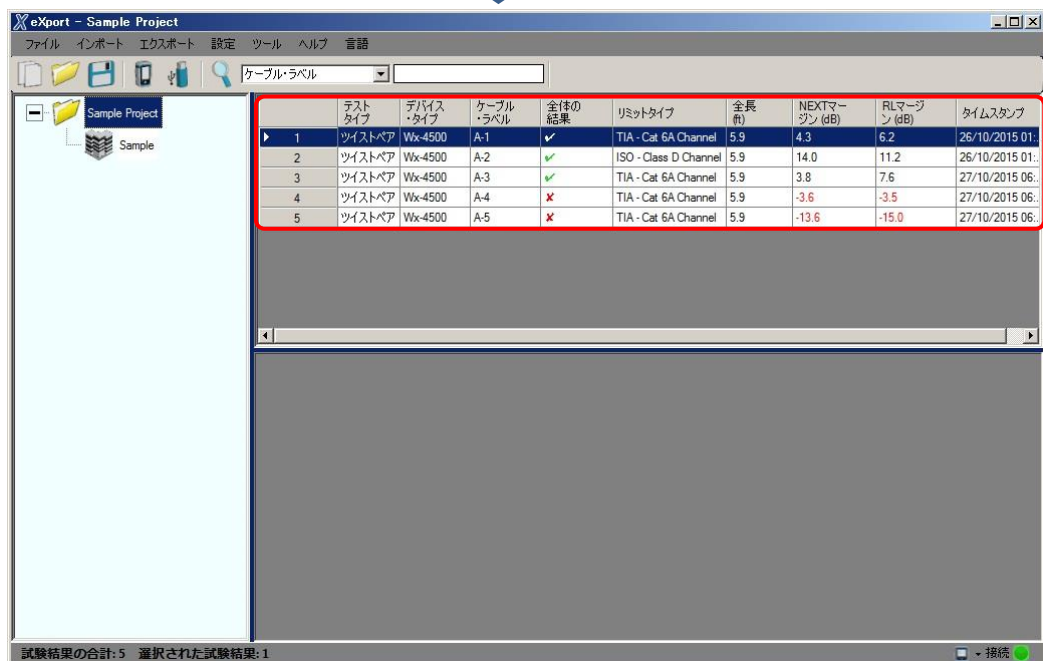 eXport - Sample Project
ファイル インポート エクスポート 設定 ツール ヘルプ 言語
ケーブル・ラベル
Sample Project
Sample
テストタイプ デバイス・タイプ ケーブル・ラベル 全体の結果 リミットタイプ 全長(ft) NEXTマージン (dB) RLマージン (dB) タイムスタンプ
1 ツイストペア Wx-4500 A-1 ✔ TIA - Cat 6A Channel 5.9 4.3 6.2 26/10/2015 01:.
2 ツイストペア Wx-4500 A-2 ✔ ISO - Class D Channel 5.9 14.0 11.2 26/10/2015 01:.
3 ツイストペア Wx-4500 A-3 ✔ TIA - Cat 6A Channel 5.9 3.8 7.6 27/10/2015 06:.
4 ツイストペア Wx-4500 A-4 ✘ TIA - Cat 6A Channel 5.9 -3.6 -3.5 27/10/2015 06:.
5 ツイストペア Wx-4500 A-5 ✘ TIA - Cat 6A Channel 5.9 -13.6 -15.0 27/10/2015 06:.
試験結果の合計: 5 選択された試験結果: 1
接続